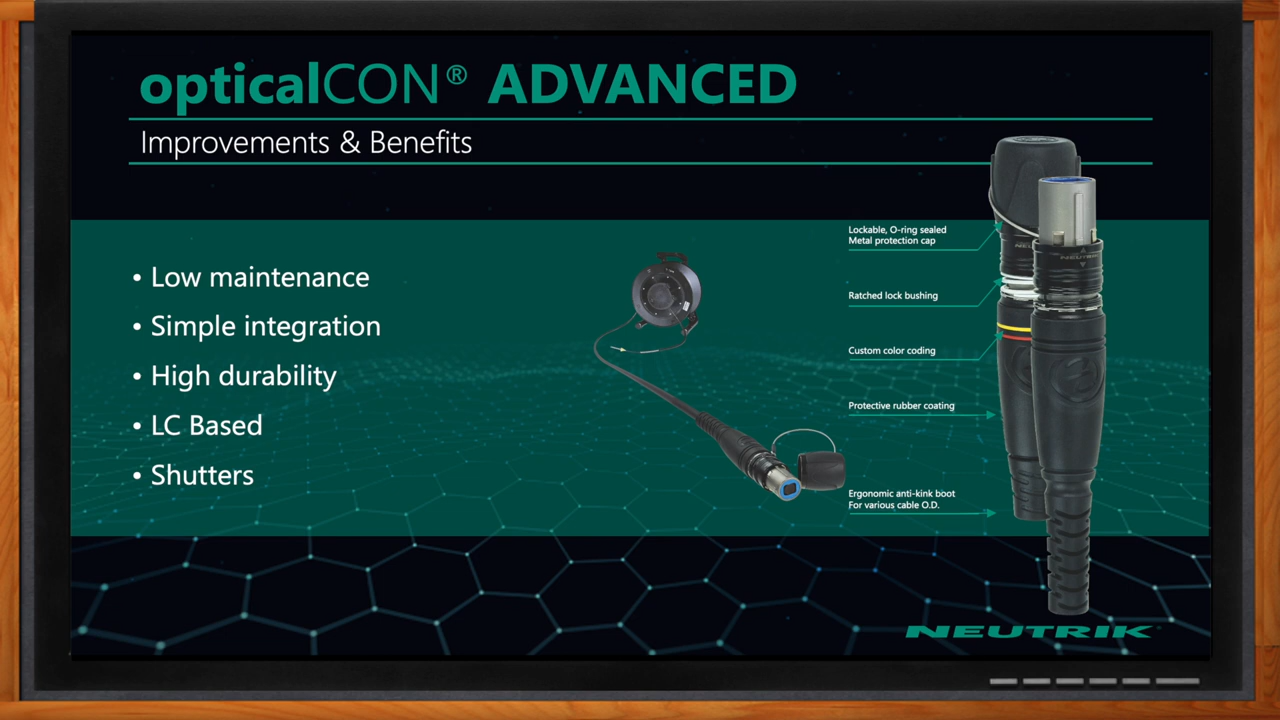 opticalCON® ADVANCED
Improvements & Benefits
• Low maintenance
• Simple integration
• High durability
• LC Based
• Shutters
Lockable, O-ring sealed
Metal protection cap
Ratched lock bushing
Custom color coding
Protective rubber coating
Ergonomic anti-kink boot
For various cable O.D.
NEUTRIK
NEUTRIK®